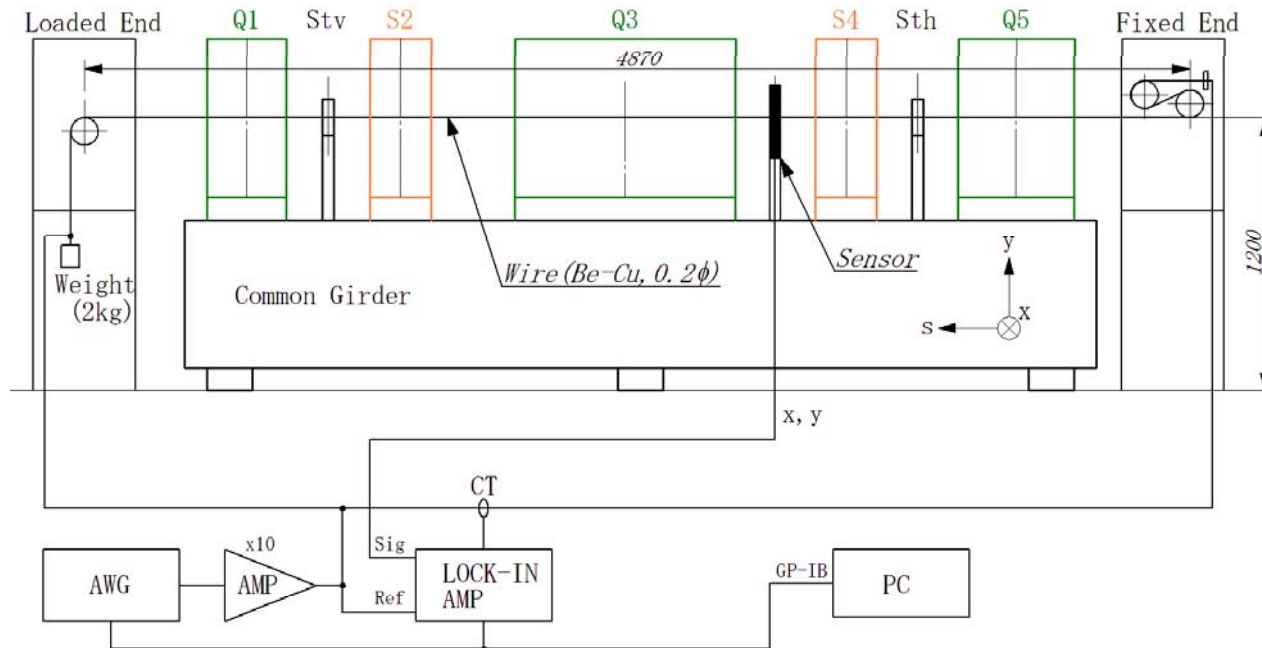 Loaded End
Q1
Stv
S2
Q3
S4
Sth
Q5
Fixed End
4870
1200
Weight
(2kg)
Wire(Be-Cu, 0.2ϕ)
Sensor
Common Girder
y
x
s
x, y
CT
x10
Sig
AWG
AMP
Ref
LOCK-IN
AMP
GP-IB
PC